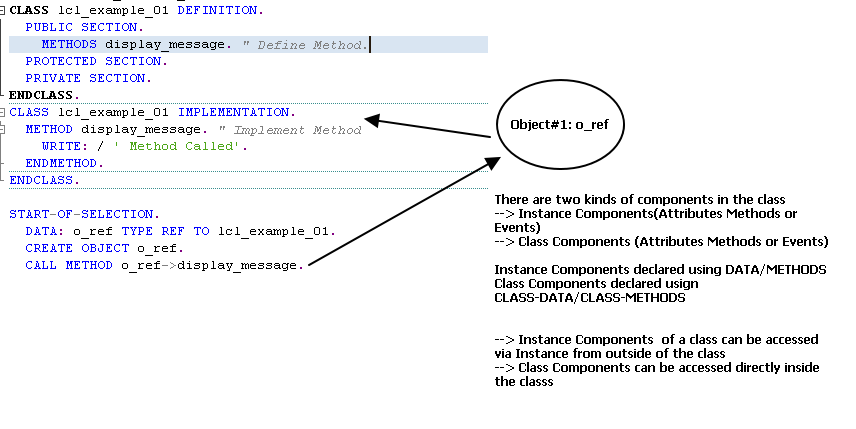 CLASS lcl_example_01 DEFINITION.
PUBLIC SECTION.
METHODS display_message. " Define Method.
PROTECTED SECTION.
PRIVATE SECTION.
ENDCLASS.
CLASS lcl_example_01 IMPLEMENTATION.
METHOD display_message. " Implement Method
WRITE: / ' Method Called'.
ENDMETHOD.
ENDCLASS.
START-OF-SELECTION.
DATA: o_ref TYPE REF TO lcl_example_01.
CREATE OBJECT o_ref.
CALL METHOD o_ref->display_message.
Object#1: o_ref
There are two kinds of components in the class
--> Instance Components(Attributes Methods or
Events)
--> Class Components (Attributes Methods or Events)
Instance Components declared using DATA/METHODS
Class Components declared usign
CLASS-DATA/CLASS-METHODS
--> Instance Components of a class can be accessed
via Instance from outside of the class
--> Class Components can be accessed directly inside
the classs